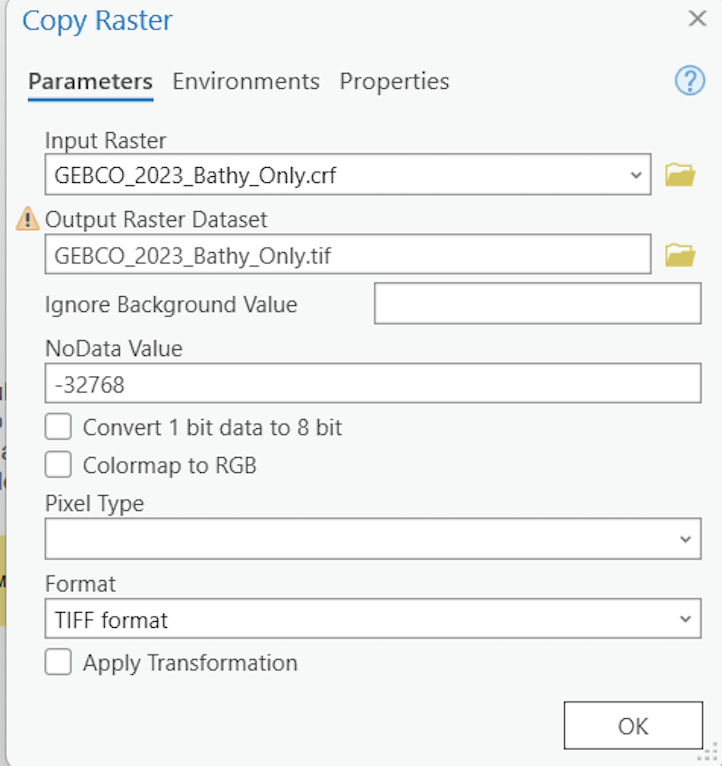 Copy Raster
Parameters Environments Properties
Input Raster
GEBCO_2023_Bathy_Only.crf
Output Raster Dataset
GEBCO_2023_Bathy_Only.tif
Ignore Background Value
NoData Value
-32768
Convert 1 bit data to 8 bit
Colormap to RGB
Pixel Type
Format
TIFF format
Apply Transformation
OK